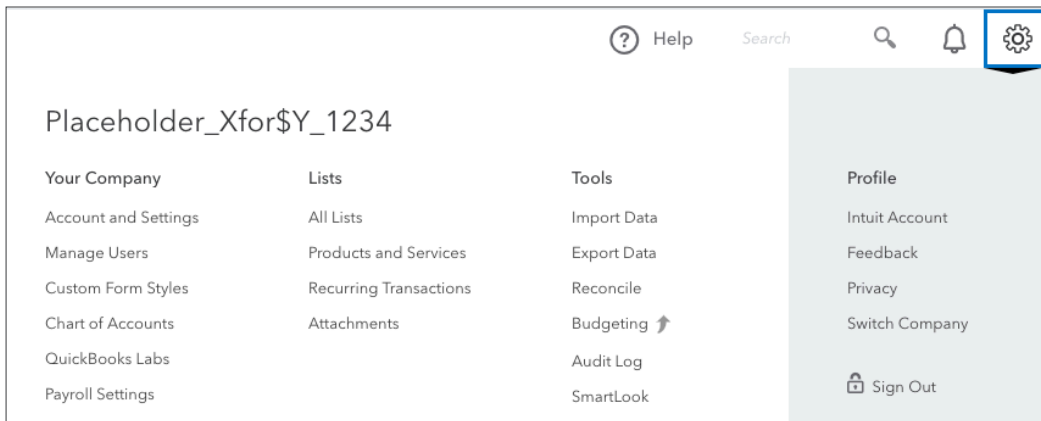 Help Search
Placeholder_Xfor$Y_1234
Your Company
Account and Settings
Manage Users
Custom Form Styles
Chart of Accounts
QuickBooks Labs
Payroll Settings
Lists
All Lists
Products and Services
Recurring Transactions
Attachments
Tools
Import Data
Export Data
Reconcile
Budgeting
Audit Log
SmartLook
Profile
Intuit Account
Feedback
Privacy
Switch Company
Sign Out